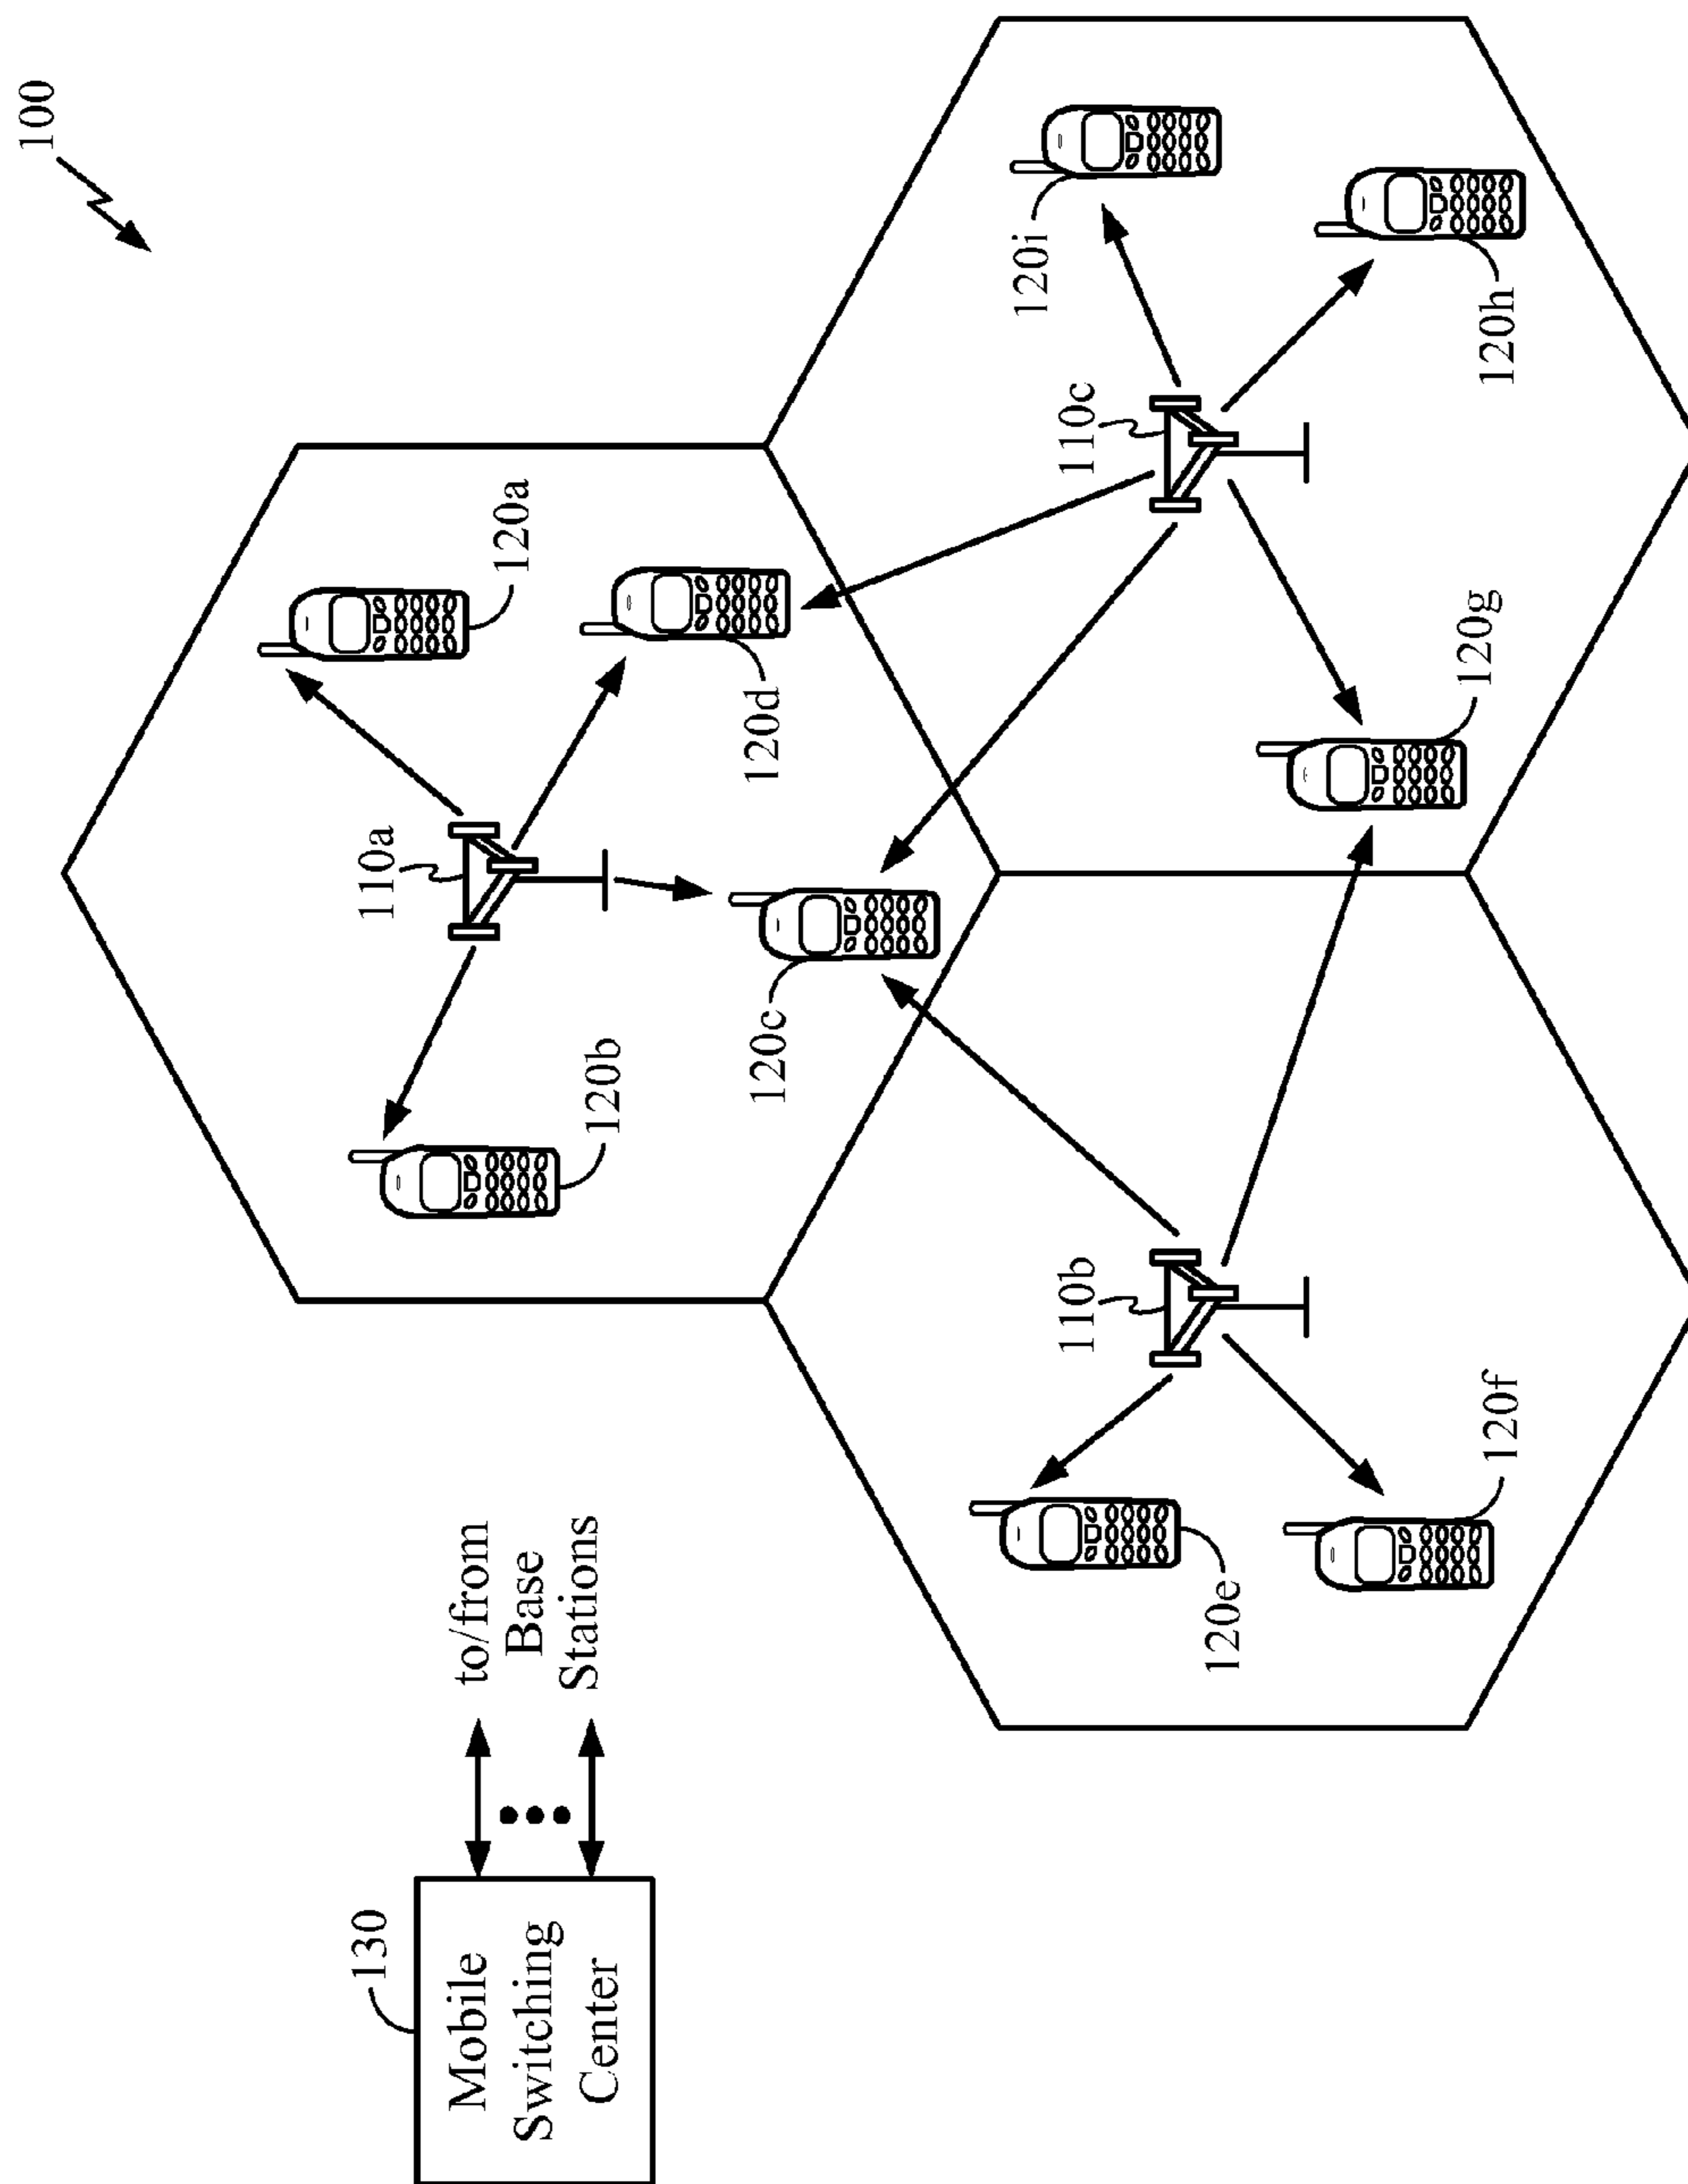 100
130
Mobile
Switching
Center
to/from
Base
Stations
110a
120a
120b
120c
120d
110b
120e
120f
110c
120g
120h
120i